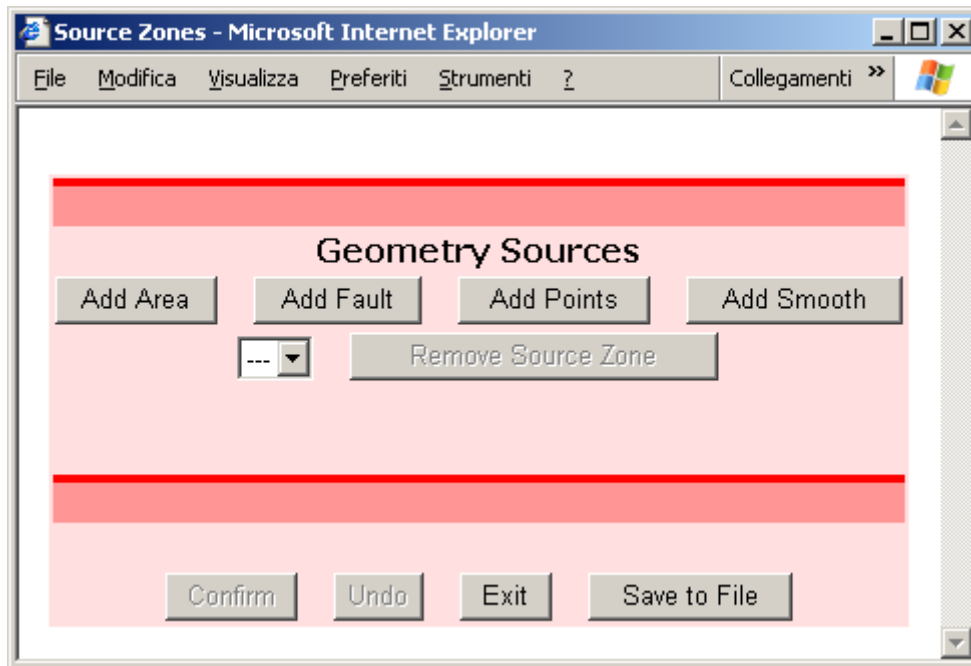 Source Zones - Microsoft Internet Explorer
File Modifica Visualizza Preferiti Strumenti ? Collegamenti »
Geometry Sources
Add Area Add Fault Add Points Add Smooth
--- Remove Source Zone
Confirm Undo Exit Save to File